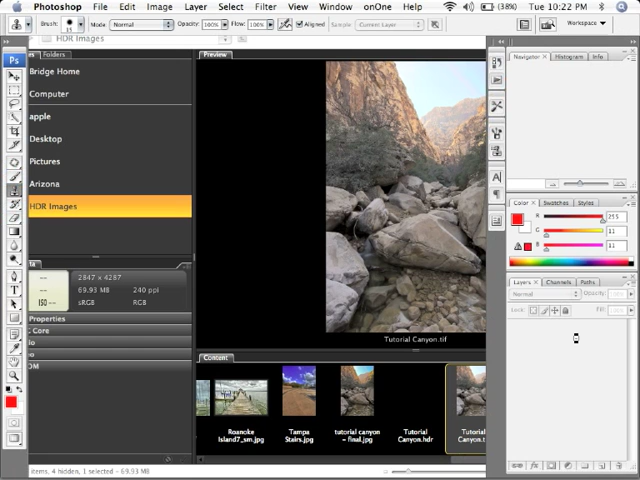 Photoshop File Edit Image Layer Select Filter View Window onOne Help (38%) Tue 10:22 PM
Brush: Mode: Normal Opacity: 100% Flow: 100% Aligned Sample: Current Layer Workspace
HDR Images
Folders
Preview
Navigator Histogram Info
Ps
Bridge Home
Computer
apple
Desktop
Pictures
Arizona
HDR Images
Color Swatches Styles
R 255
11
B 11
2847 x 4287
69.93 MB 240 ppi
ISO -- sRGB RGB
Properties
Core
Layers Channels Paths
Normal Opacity:
Lock: Fill:
Tutorial Canyon.tif
Content
Roanoke
Island7_sm.jpg
Tampa
Stairs.jpg
tutorial canyon
- final.jpg
Tutorial
Canyon.hdr
Tutorial
Canyon.t
items, 4 hidden, 1 selected - 69.93 MB